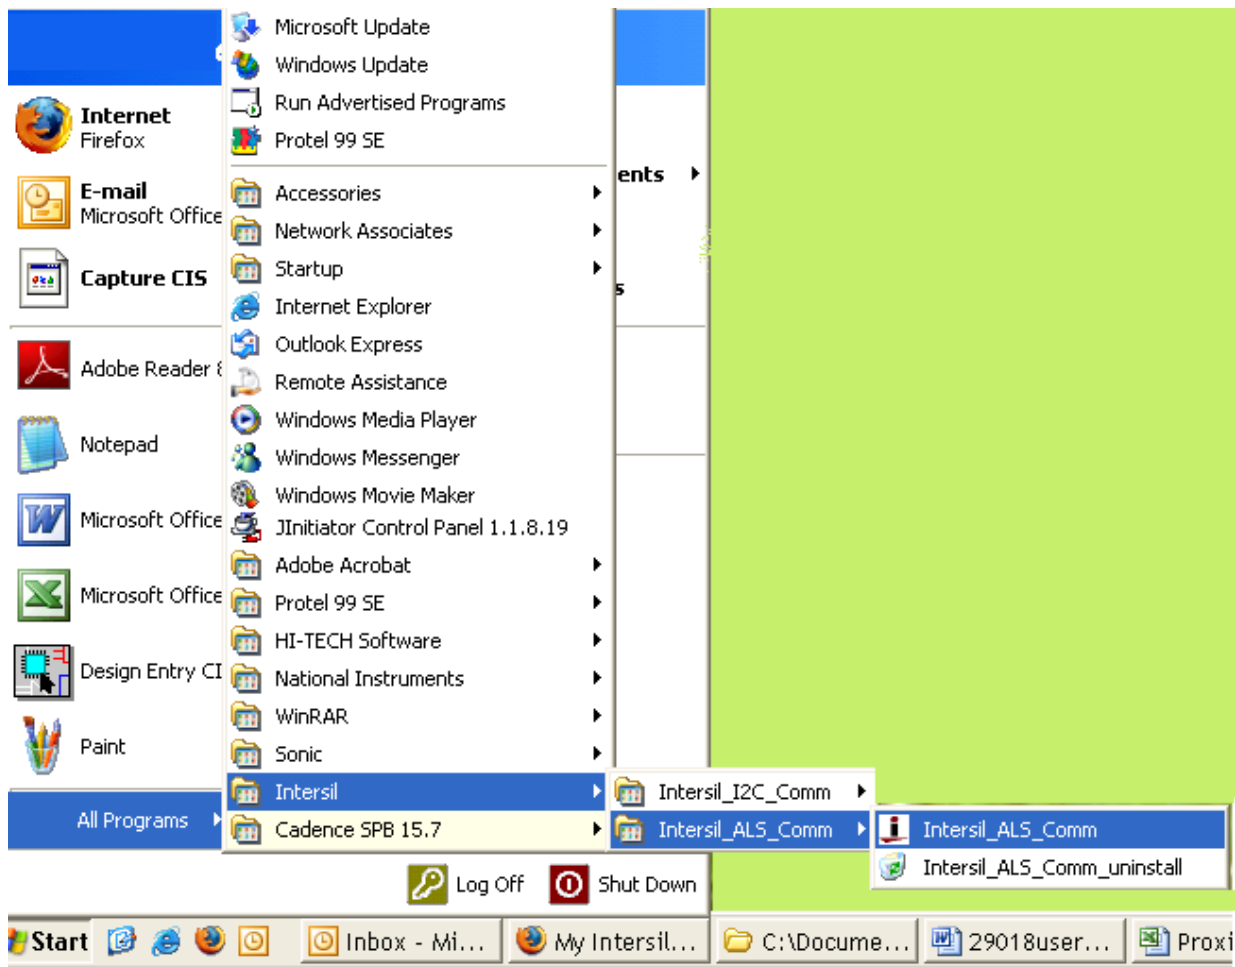 Internet
Firefox
E-mail
Microsoft Office
Capture CIS
Adobe Reader 8
Notepad
Microsoft Office
Microsoft Office
Design Entry CI
Paint
All Programs
Microsoft Update
Windows Update
Run Advertised Programs
Protel 99 SE
Accessories
Network Associates
Startup
Internet Explorer
Outlook Express
Remote Assistance
Windows Media Player
Windows Messenger
Windows Movie Maker
JInitiator Control Panel 1.1.8.19
Adobe Acrobat
Protel 99 SE
HI-TECH Software
National Instruments
WinRAR
Sonic
Intersil
Cadence SPB 15.7
ents
s
Intersil_I2C_Comm
Intersil_ALS_Comm
Intersil_ALS_Comm
Intersil_ALS_Comm_uninstall
Log Off
Shut Down
Start
Inbox - Mi...
My Intersil...
C:\Docume...
29018user...
Proxi